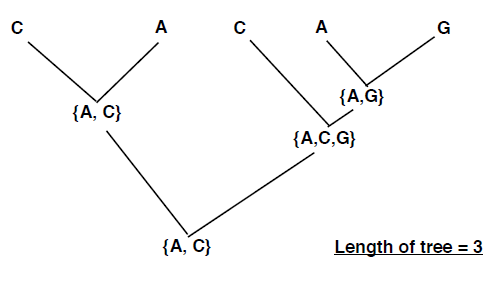 C A C A G
{A,G}
{A, C}
{A,C,G}
{A, C}
Length of tree = 3